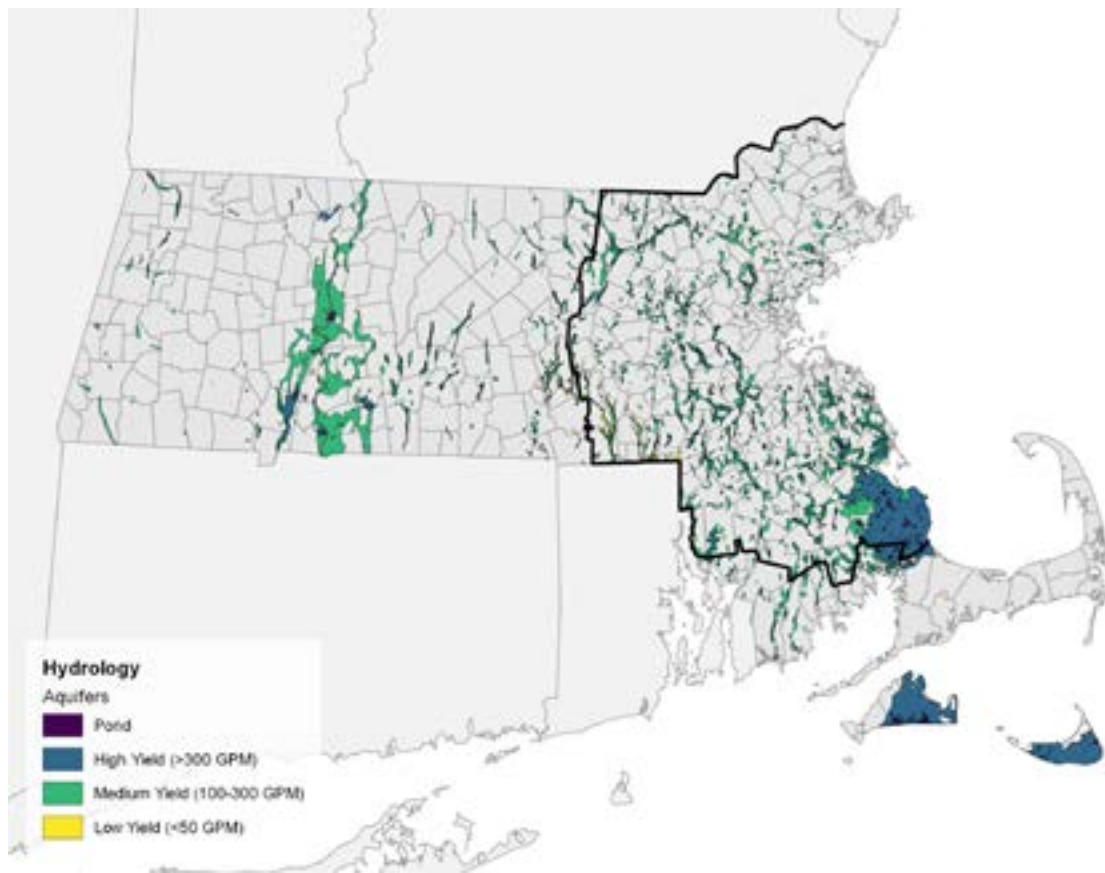 Hydrology
Aquifers
Pond
High Yield (>300 GPM)
Medium Yield (100-300 GPM)
Low Yield (<50 GPM)